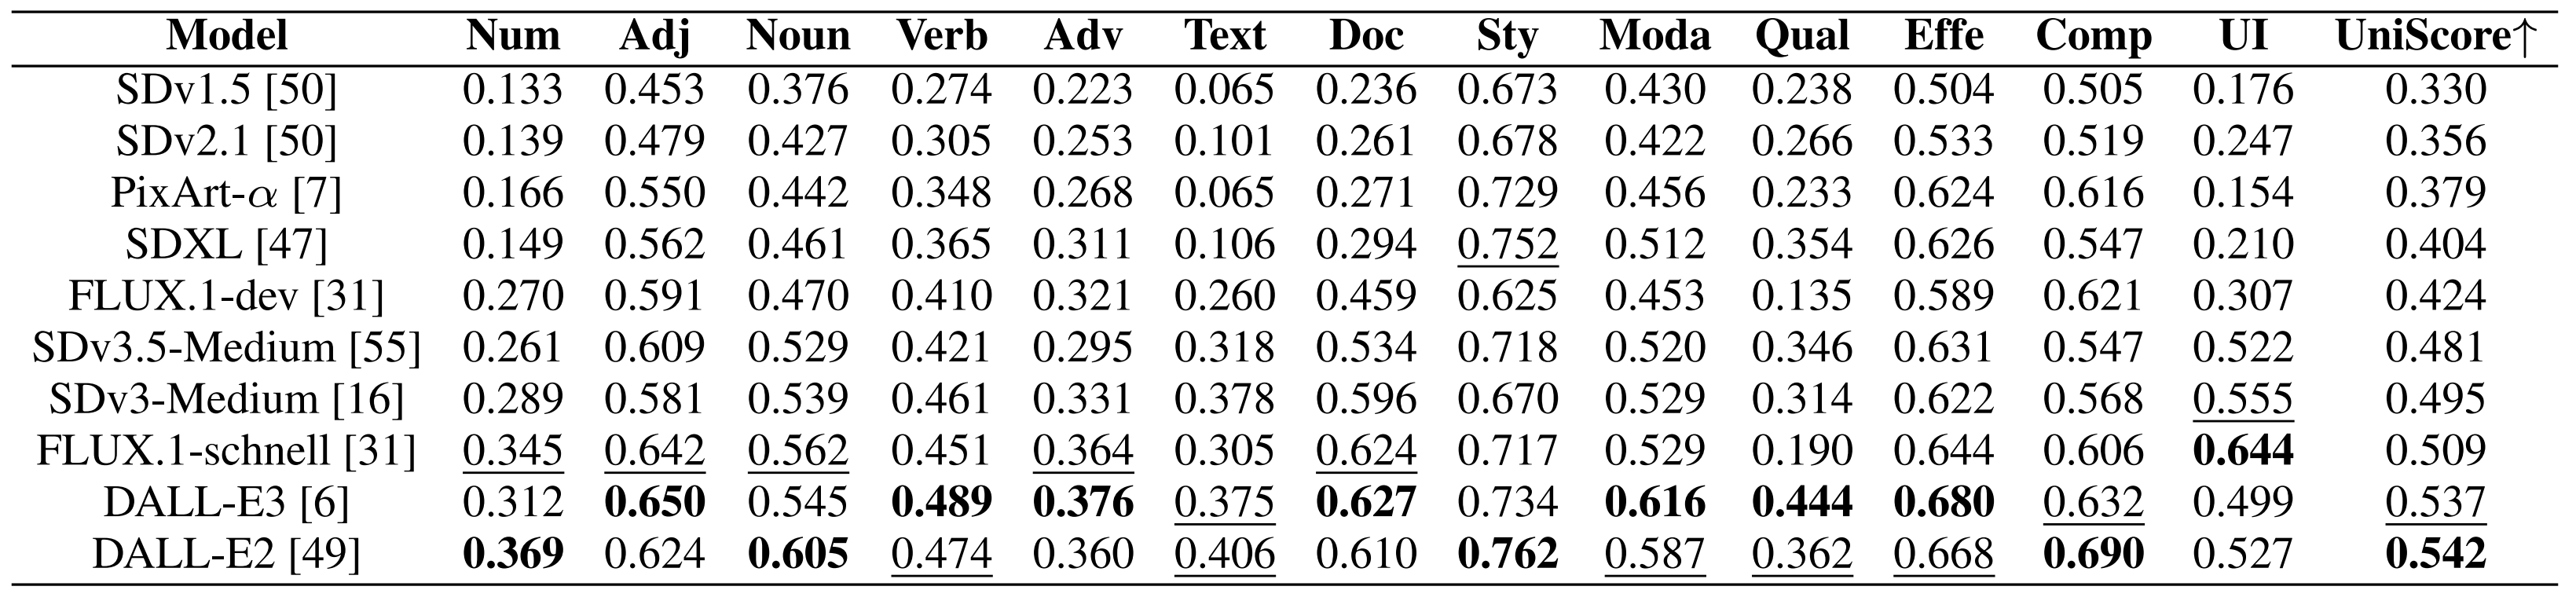 Model Num Adj Noun Verb Adv Text Doc Sty Moda Qual Effe Comp UI UniScore↑
SDv1.5 [50] 0.133 0.453 0.376 0.274 0.223 0.065 0.236 0.673 0.430 0.238 0.504 0.505 0.176 0.330
SDv2.1 [50] 0.139 0.479 0.427 0.305 0.253 0.101 0.261 0.678 0.422 0.266 0.533 0.519 0.247 0.356
PixArt-α [7] 0.166 0.550 0.442 0.348 0.268 0.065 0.271 0.729 0.456 0.233 0.624 0.616 0.154 0.379
SDXL [47] 0.149 0.562 0.461 0.365 0.311 0.106 0.294 0.752 0.512 0.354 0.626 0.547 0.210 0.404
FLUX.1-dev [31] 0.270 0.591 0.470 0.410 0.321 0.260 0.459 0.625 0.453 0.135 0.589 0.621 0.307 0.424
SDv3.5-Medium [55] 0.261 0.609 0.529 0.421 0.295 0.318 0.534 0.718 0.520 0.346 0.631 0.547 0.522 0.481
SDv3-Medium [16] 0.289 0.581 0.539 0.461 0.331 0.378 0.596 0.670 0.529 0.314 0.622 0.568 0.555 0.495
FLUX.1-schnell [31] 0.345 0.642 0.562 0.451 0.364 0.305 0.624 0.717 0.529 0.190 0.644 0.606 0.644 0.509
DALL-E3 [6] 0.312 0.650 0.545 0.489 0.376 0.375 0.627 0.734 0.616 0.444 0.680 0.632 0.499 0.537
DALL-E2 [49] 0.369 0.624 0.605 0.474 0.360 0.406 0.610 0.762 0.587 0.362 0.668 0.690 0.527 0.542